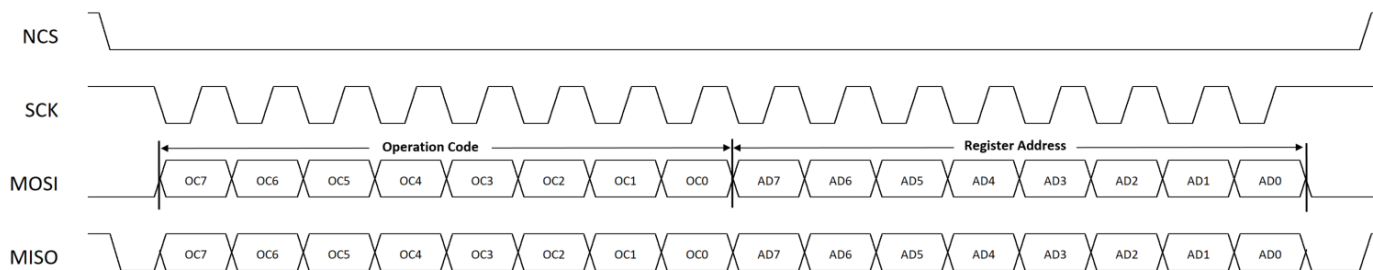 NCS
SCK
Operation Code Register Address
MOSI OC7 OC6 OC5 OC4 OC3 OC2 OC1 OC0 AD7 AD6 AD5 AD4 AD3 AD2 AD1 AD0
MISO OC7 OC6 OC5 OC4 OC3 OC2 OC1 OC0 AD7 AD6 AD5 AD4 AD3 AD2 AD1 AD0